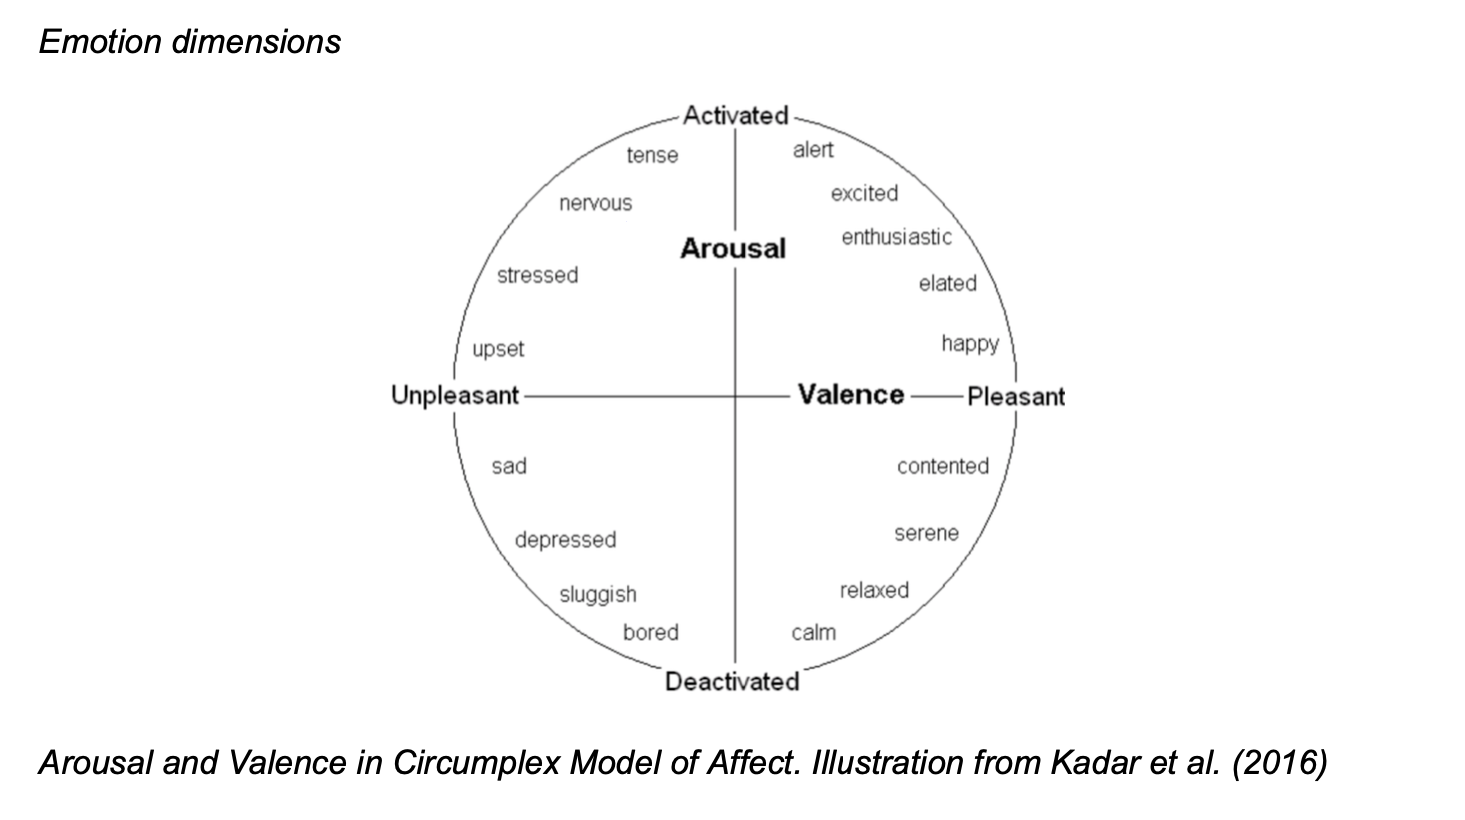 Emotion dimensions
Activated
tense
alert
nervous
excited
enthusiastic
Arousal
stressed
elated
upset
happy
Unpleasant
Valence
Pleasant
sad
contented
depressed
serene
sluggish
relaxed
bored
calm
Deactivated
Arousal and Valence in Circumplex Model of Affect. Illustration from Kadar et al. (2016)